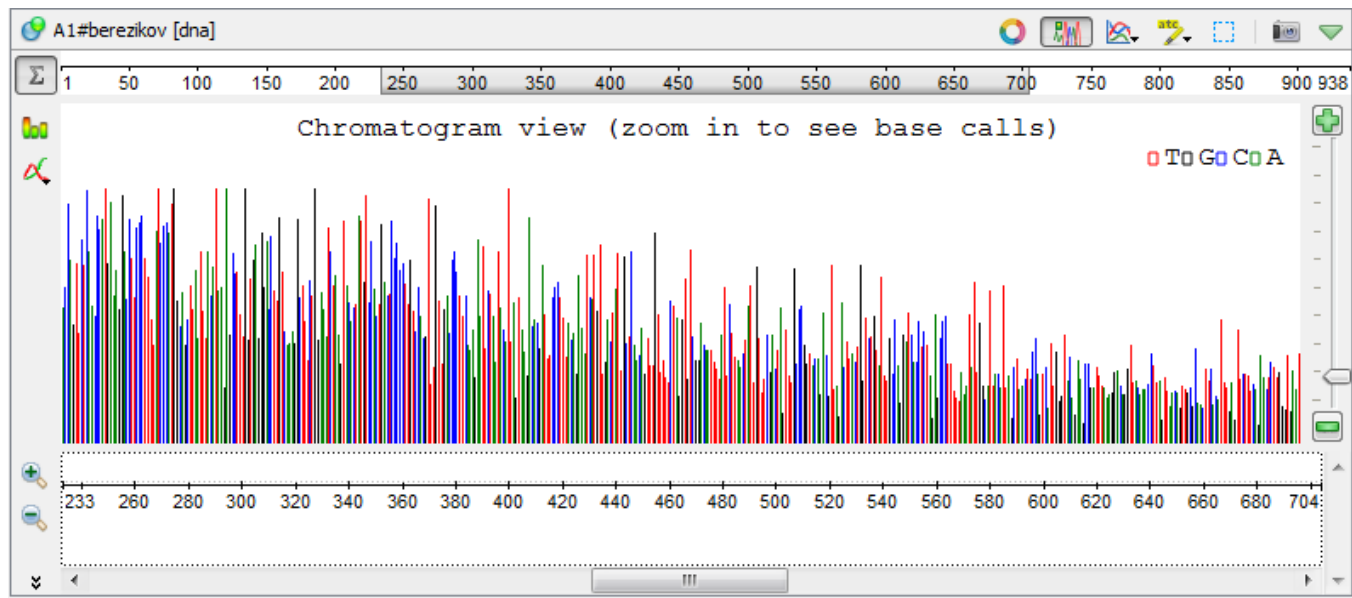 A1#berezikov [dna]
atc
Σ
1 50 100 150 200 250 300 350 400 450 500 550 600 650 700 750 800 850 900 938
Chromatogram view (zoom in to see base calls)
T G C A
233 260 280 300 320 340 360 380 400 420 440 460 480 500 520 540 560 580 600 620 640 660 680 704